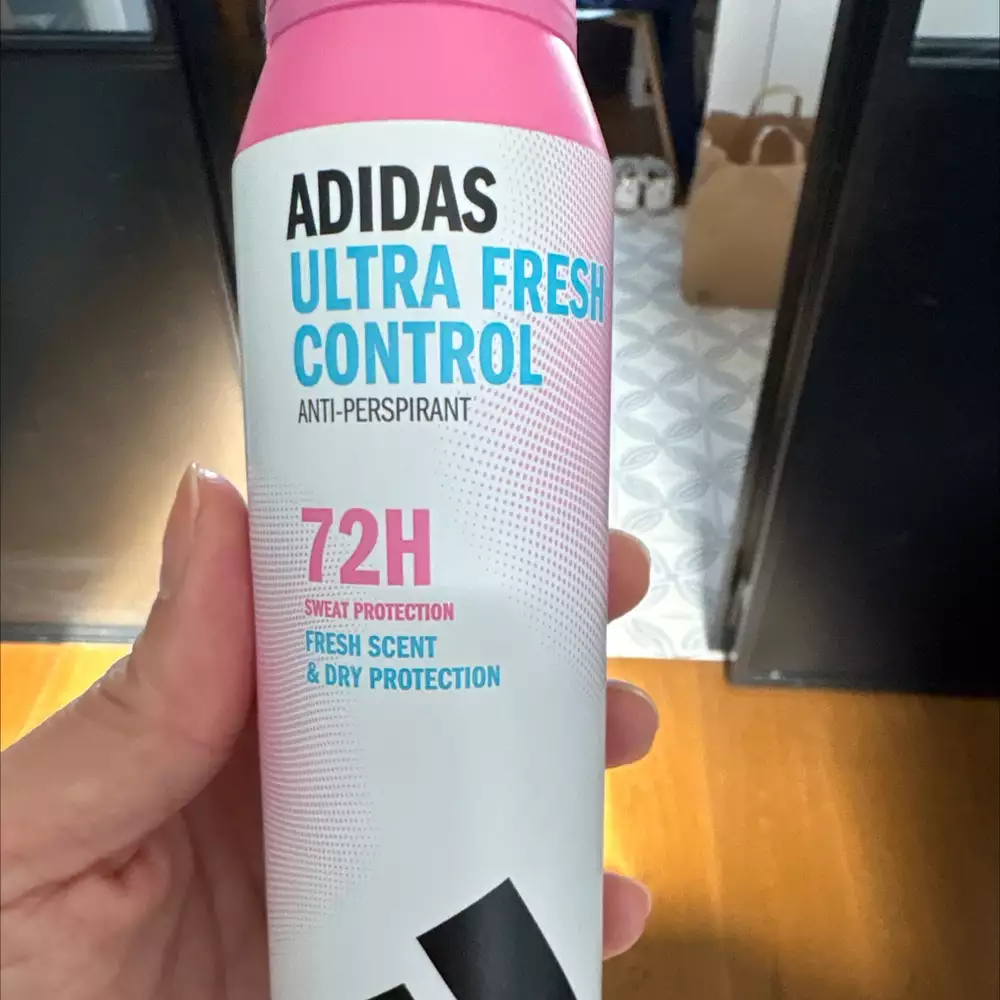 ADIDAS
ULTRA FRESH
CONTROL
ANTI-PERSPIRANT
72H
SWEAT PROTECTION
FRESH SCENT
& DRY PROTECTION